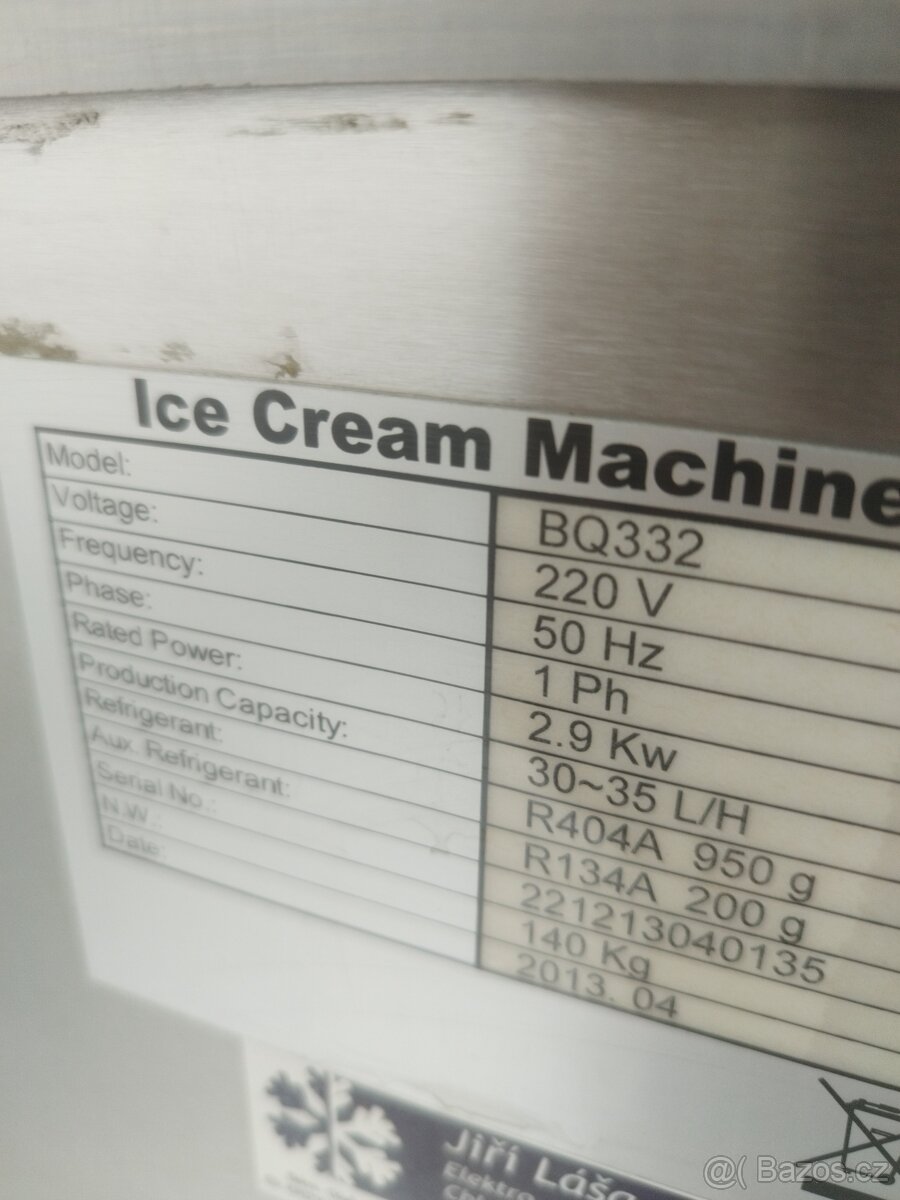 Ice Cream Machine
Model: BQ332
Voltage: 220 V
Frequency: 50 Hz
Phase: 1 Ph
Rated Power: 2.9 Kw
Production Capacity: 30~35 L/H
Refrigerant: R404A 950 g
Aux. Refrigerant: R134A 200 g
Serial No.: 221213040135
N.W.: 140 Kg
Date: 2013. 04
Jiří Láša
Elektro
@( Bazos.cz